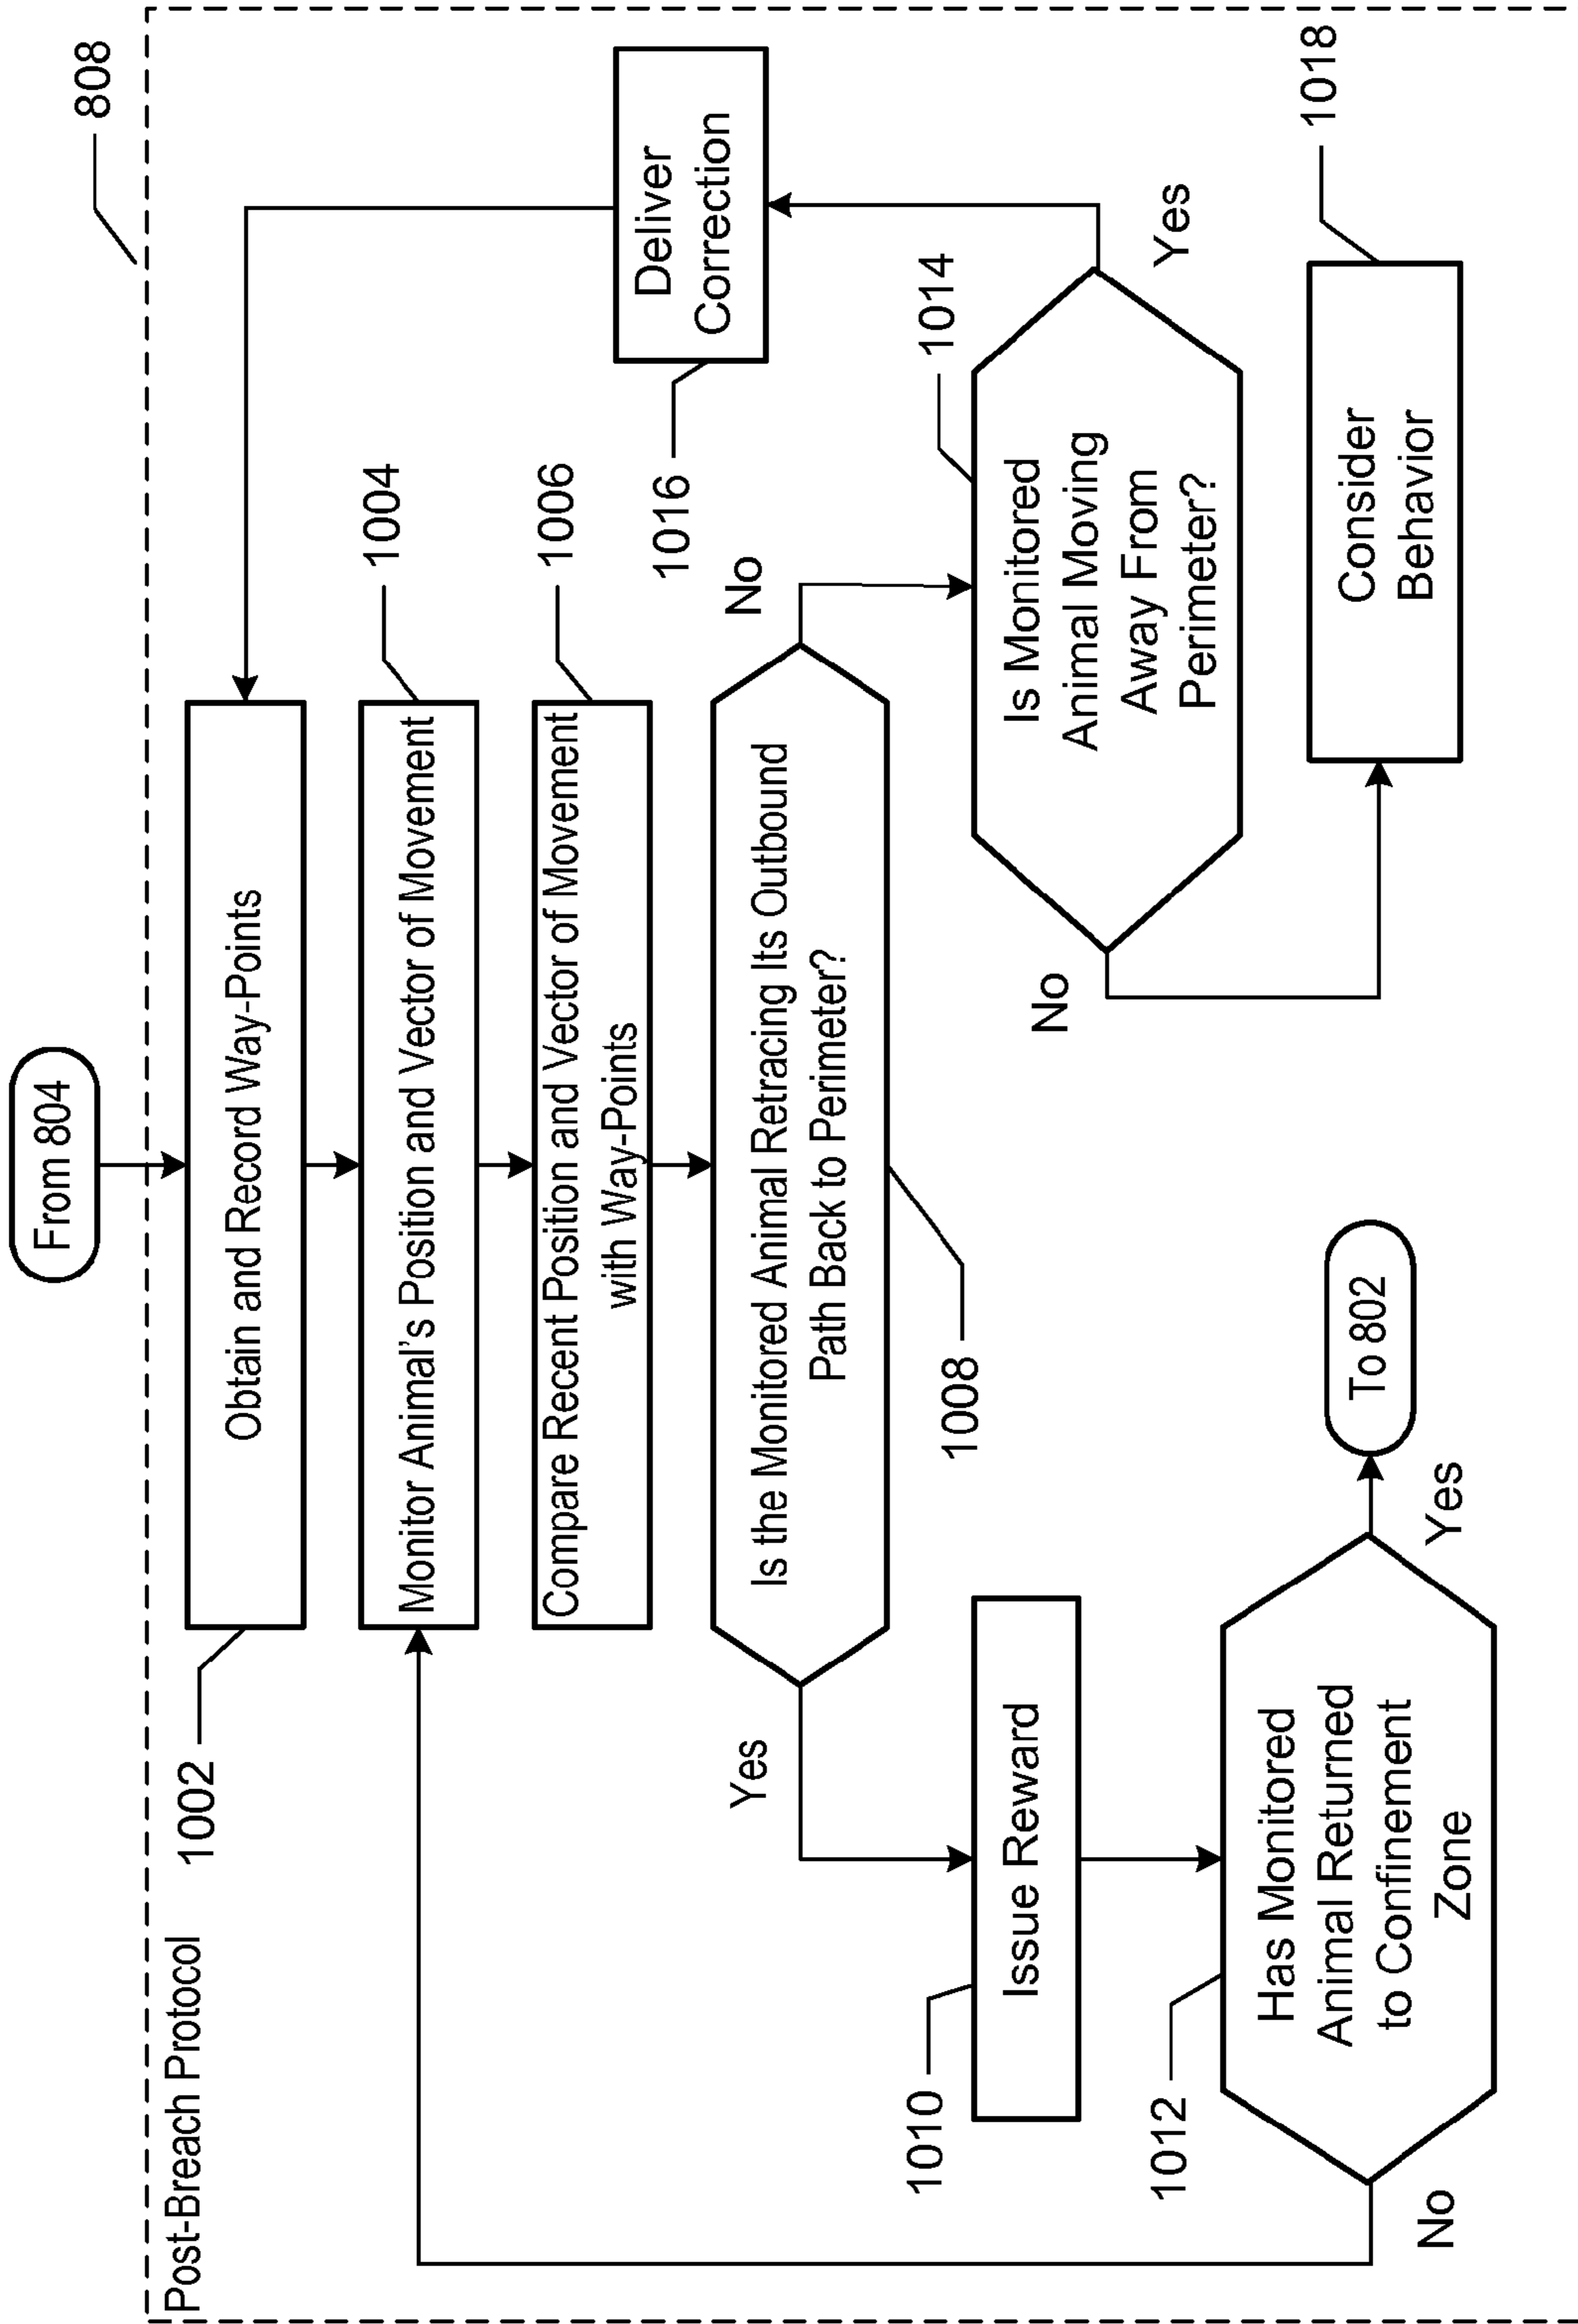 From 804
808
Post-Breach Protocol
1002
Obtain and Record Way-Points
Monitor Animal's Position and Vector of Movement
1004
Compare Recent Position and Vector of Movement
with Way-Points
1006
Is the Monitored Animal Retracing Its Outbound
Path Back to Perimeter?
1008
Yes
No
1010
Issue Reward
1012
Has Monitored
Animal Returned
to Confinement
Zone
No
Yes
To 802
Is Monitored
Animal Moving
Away From
Perimeter?
1014
No
Yes
Deliver
Correction
1016
Consider
Behavior
1018